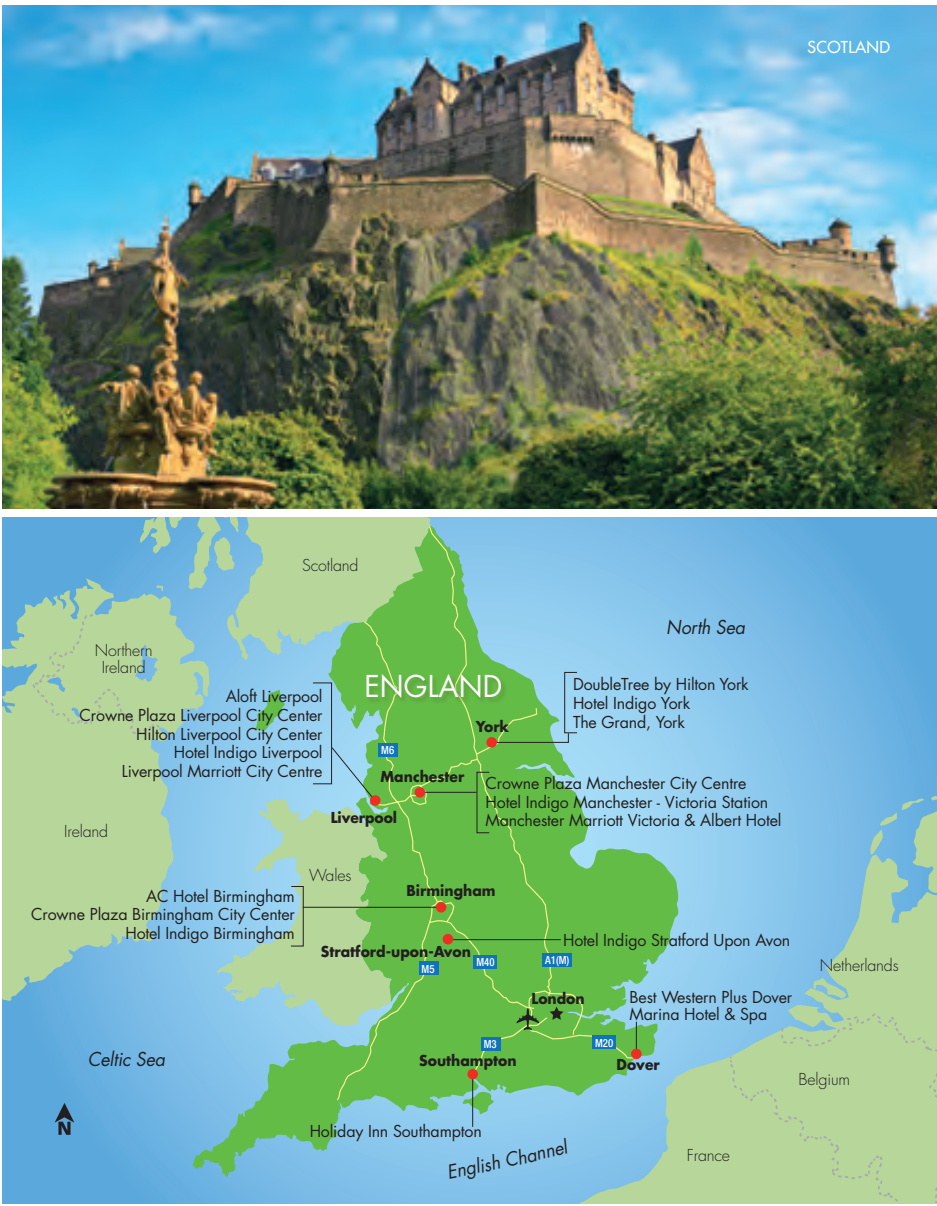 SCOTLAND
Scotland
North Sea
Northern
Ireland
ENGLAND
DoubleTree by Hilton York
Hotel Indigo York
The Grand, York
Aloft Liverpool
Crowne Plaza Liverpool City Center
Hilton Liverpool City Center
Hotel Indigo Liverpool
Liverpool Marriott City Centre
York
M6
Manchester
Crowne Plaza Manchester City Centre
Hotel Indigo Manchester - Victoria Station
Manchester Marriott Victoria & Albert Hotel
Liverpool
Ireland
Wales
Birmingham
AC Hotel Birmingham
Crowne Plaza Birmingham City Center
Hotel Indigo Birmingham
Hotel Indigo Stratford Upon Avon
Stratford-upon-Avon
M5
M40
A1(M)
Netherlands
London
Best Western Plus Dover
Marina Hotel & Spa
M3
M20
Celtic Sea
Southampton
Dover
Belgium
N
Holiday Inn Southampton
English Channel
France